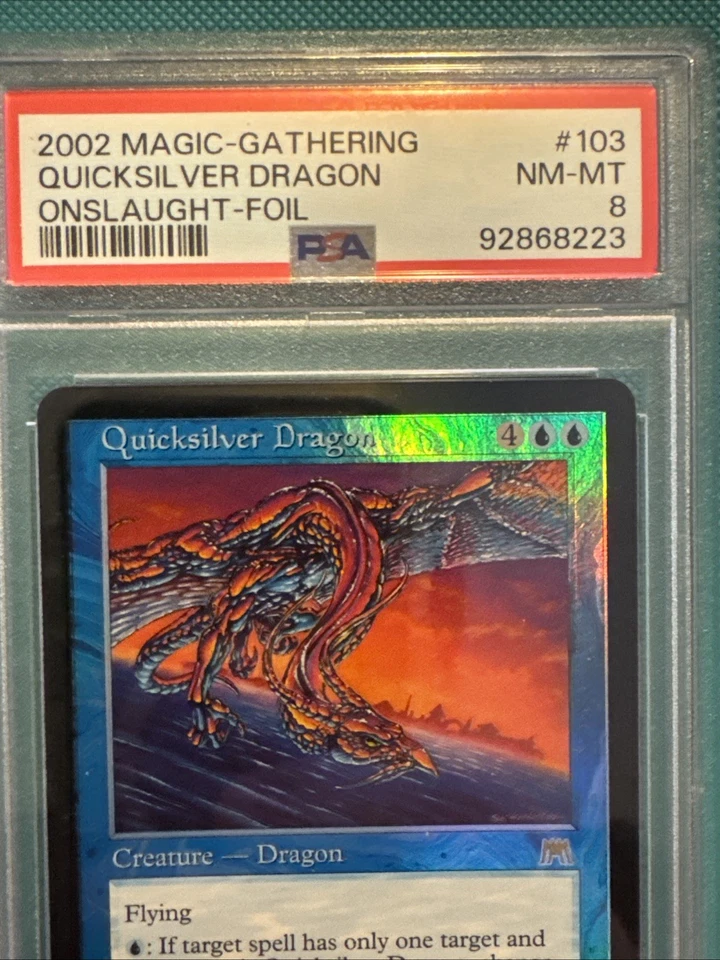 2002 MAGIC-GATHERING #103
QUICKSILVER DRAGON NM-MT
ONSLAUGHT-FOIL 8
PSA 92868223
Quicksilver Dragon 4
Creature — Dragon
Flying
: If target spell has only one target and